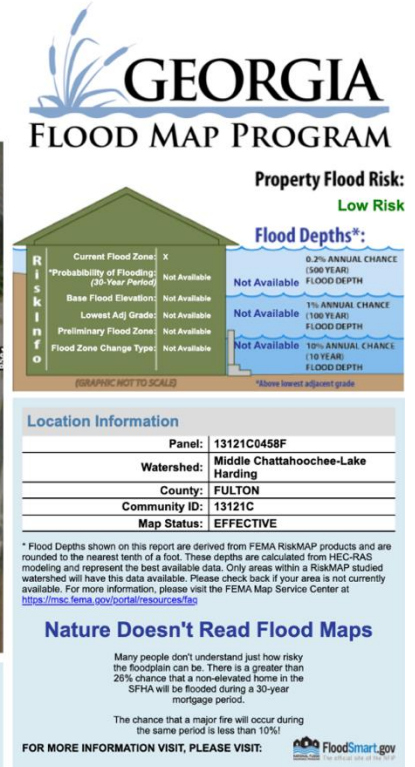 GEORGIA
FLOOD MAP PROGRAM
Property Flood Risk:
Low Risk
Flood Depths*:
Risk Info
Current Flood Zone: X
*Probabibility of Flooding: Not Available
(30-Year Period)
Base Flood Elevation: Not Available
Lowest Adj Grade: Not Available
Preliminary Flood Zone: Not Available
Flood Zone Change Type: Not Available
0.2% ANNUAL CHANCE
(500 YEAR)
Not Available FLOOD DEPTH
1% ANNUAL CHANCE
Not Available (100 YEAR)
FLOOD DEPTH
Not Available 10% ANNUAL CHANCE
(10 YEAR)
FLOOD DEPTH
(GRAPHIC NOT TO SCALE)
*Above lowest adjacent grade
Location Information
Panel: 13121C0458F
Watershed: Middle Chattahoochee-Lake
Harding
County: FULTON
Community ID: 13121C
Map Status: EFFECTIVE
* Flood Depths shown on this report are derived from FEMA RiskMAP products and are
rounded to the nearest tenth of a foot. These depths are calculated from HEC-RAS
modeling and represent the best available data. Only areas within a RiskMAP studied
watershed will have this data available. Please check back if your area is not currently
available. For more information, please visit the FEMA Map Service Center at
https://msc.fema.gov/portal/resources/faq
Nature Doesn't Read Flood Maps
Many people don't understand just how risky
the floodplain can be. There is a greater than
26% chance that a non-elevated home in the
SFHA will be flooded during a 30-year
mortgage period.
The chance that a major fire will occur during
the same period is less than 10%!
FOR MORE INFORMATION VISIT, PLEASE VISIT:
FloodSmart.gov
The official site of the NFIP